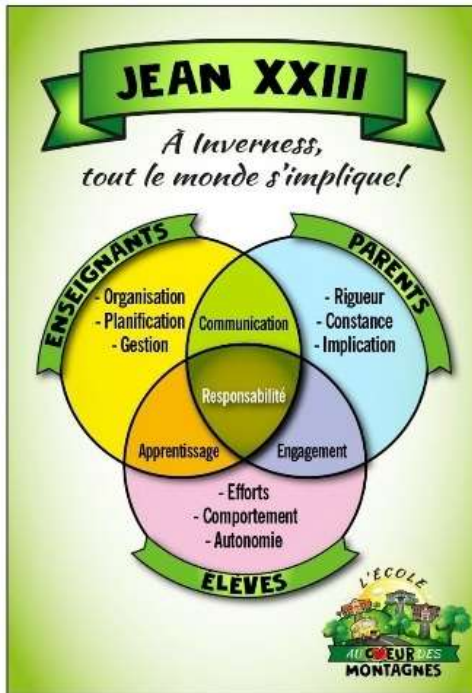 JEAN XXIII
À Inverness,
tout le monde s'implique!
ENSEIGNANTS
- Organisation
- Planification
- Gestion
Communication
PARENTS
- Rigueur
- Constance
- Implication
Responsabilité
Apprentissage
Engagement
- Efforts
- Comportement
- Autonomie
ÉLÈVES
L'ÉCOLE
AU CŒUR DES
MONTAGNES